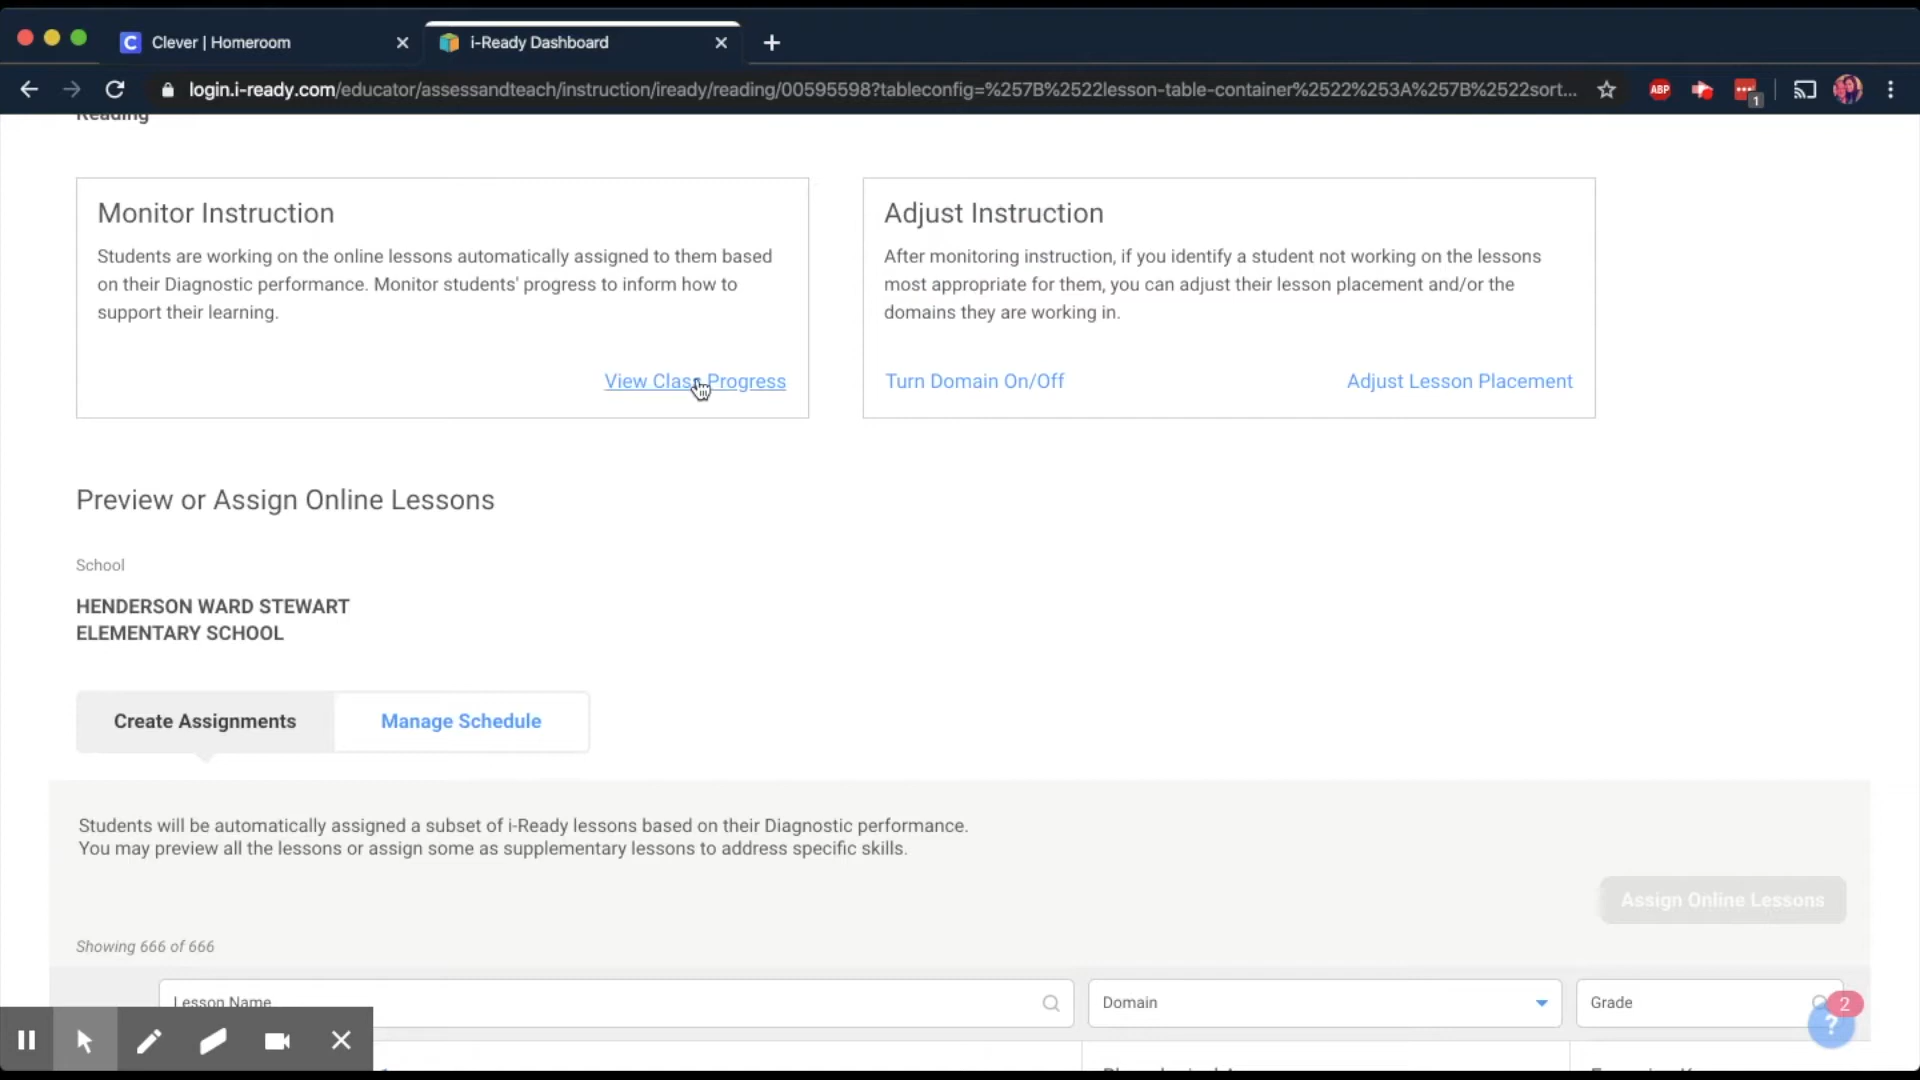 Clever | Homeroom
i-Ready Dashboard
login.i-ready.com/educator/assessandteach/instruction/iready/reading/00595598?tableconfig=%257B%2522lesson-table-container%2522%253A%257B%2522sort...
ABP
1
Reading
Monitor Instruction
Students are working on the online lessons automatically assigned to them based
on their Diagnostic performance. Monitor students' progress to inform how to
support their learning.
View Class Progress
Adjust Instruction
After monitoring instruction, if you identify a student not working on the lessons
most appropriate for them, you can adjust their lesson placement and/or the
domains they are working in.
Turn Domain On/Off
Adjust Lesson Placement
Preview or Assign Online Lessons
School
HENDERSON WARD STEWART
ELEMENTARY SCHOOL
Create Assignments
Manage Schedule
Students will be automatically assigned a subset of i-Ready lessons based on their Diagnostic performance.
You may preview all the lessons or assign some as supplementary lessons to address specific skills.
Assign Online Lessons
Showing 666 of 666
Lesson Name
Domain
Grade
2
?